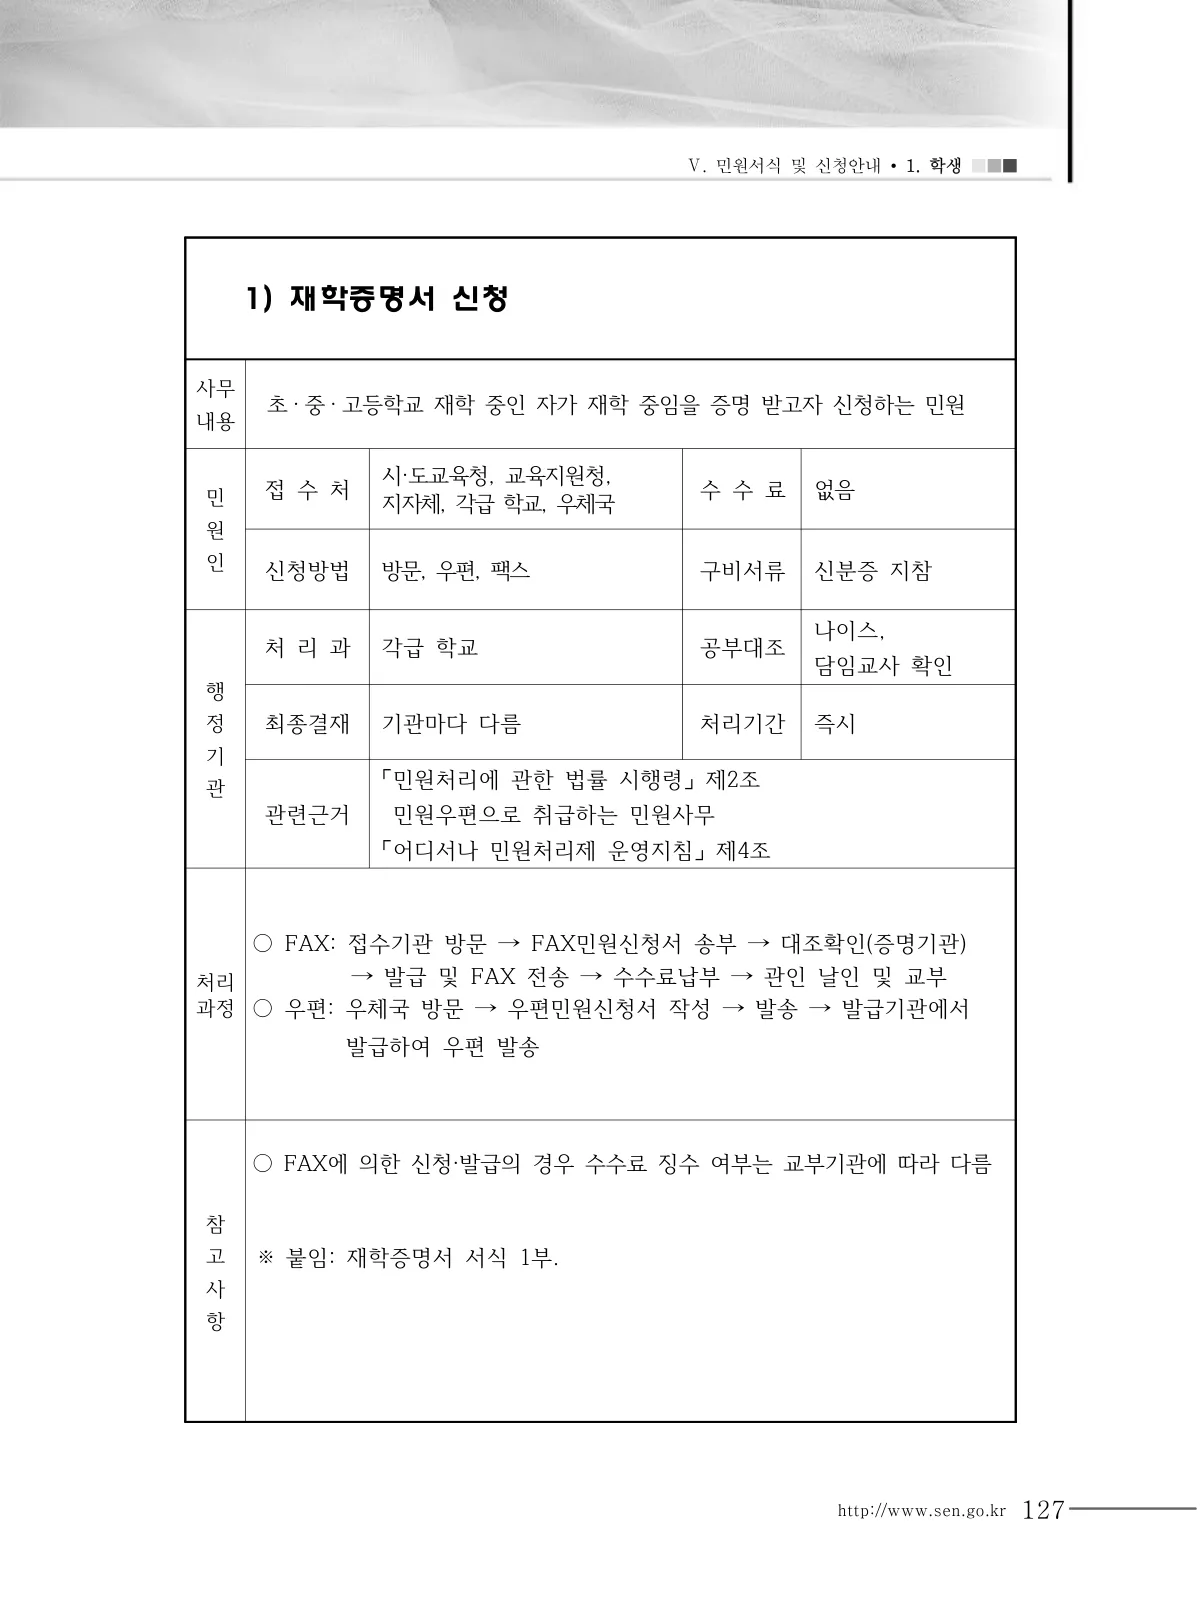 V. 민원서식 및 신청안내 • 1. 학생
1) 재학증명서 신청
사무
내용
초·중·고등학교 재학 중인 자가 재학 중임을 증명 받고자 신청하는 민원
민
원
인
접 수 처
시·도교육청, 교육지원청,
지자체, 각급 학교, 우체국
수 수 료
없음
신청방법
방문, 우편, 팩스
구비서류
신분증 지참
행
정
기
관
처 리 과
각급 학교
공부대조
나이스,
담임교사 확인
최종결재
기관마다 다름
처리기간
즉시
관련근거
「민원처리에 관한 법률 시행령」 제2조
민원우편으로 취급하는 민원사무
「어디서나 민원처리제 운영지침」 제4조
처리
과정
○ FAX: 접수기관 방문 → FAX민원신청서 송부 → 대조확인(증명기관)
→ 발급 및 FAX 전송 → 수수료납부 → 관인 날인 및 교부
○ 우편: 우체국 방문 → 우편민원신청서 작성 → 발송 → 발급기관에서
발급하여 우편 발송
참
고
사
항
○ FAX에 의한 신청·발급의 경우 수수료 징수 여부는 교부기관에 따라 다름
※ 붙임: 재학증명서 서식 1부.
http://www.sen.go.kr 127